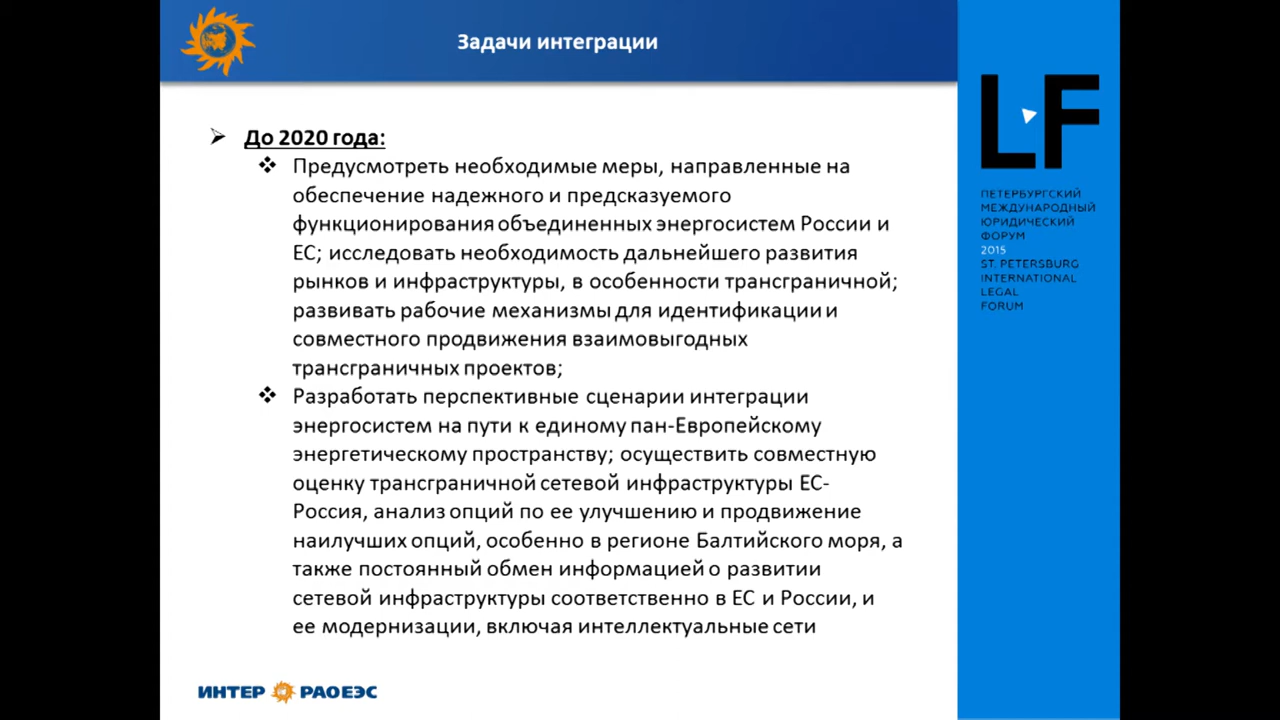 Задачи интеграции
До 2020 года:
Предусмотреть необходимые меры, направленные на
обеспечение надежного и предсказуемого
функционирования объединенных энергосистем России и
ЕС; исследовать необходимость дальнейшего развития
рынков и инфраструктуры, в особенности трансграничной;
развивать рабочие механизмы для идентификации и
совместного продвижения взаимовыгодных
трансграничных проектов;
Разработать перспективные сценарии интеграции
энергосистем на пути к единому пан-Европейскому
энергетическому пространству; осуществить совместную
оценку трансграничной сетевой инфраструктуры ЕС-
Россия, анализ опций по ее улучшению и продвижение
наилучших опций, особенно в регионе Балтийского моря, а
также постоянный обмен информацией о развитии
сетевой инфраструктуры соответственно в ЕС и России, и
ее модернизации, включая интеллектуальные сети
ИНТЕР РАО ЕЭС
LF
ПЕТЕРБУРГСКИЙ
МЕЖДУНАРОДНЫЙ
ЮРИДИЧЕСКИЙ
ФОРУМ
2015
ST. PETERSBURG
INTERNATIONAL
LEGAL
FORUM